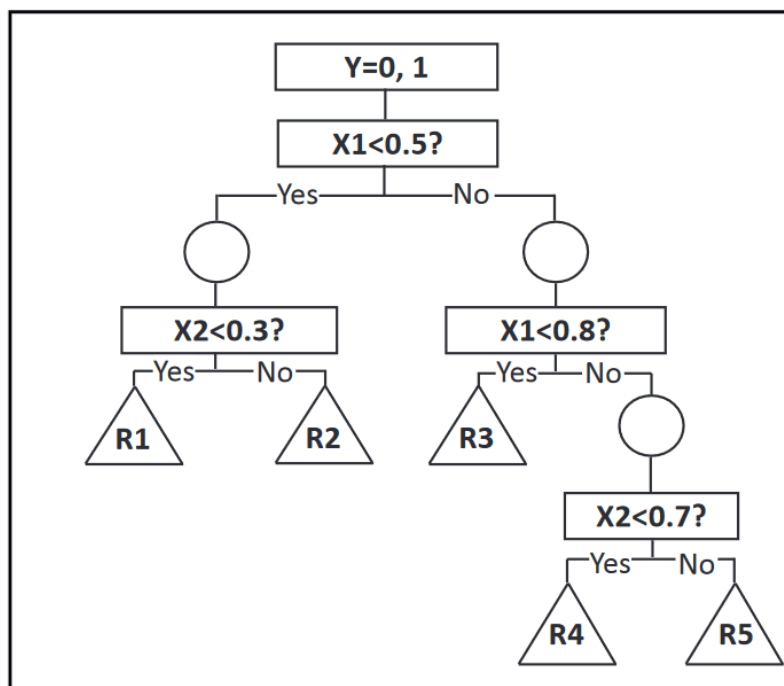 Y=0, 1
X1<0.5?
Yes No
X2<0.3? X1<0.8?
Yes No Yes No
R1 R2 R3
X2<0.7?
Yes No
R4 R5